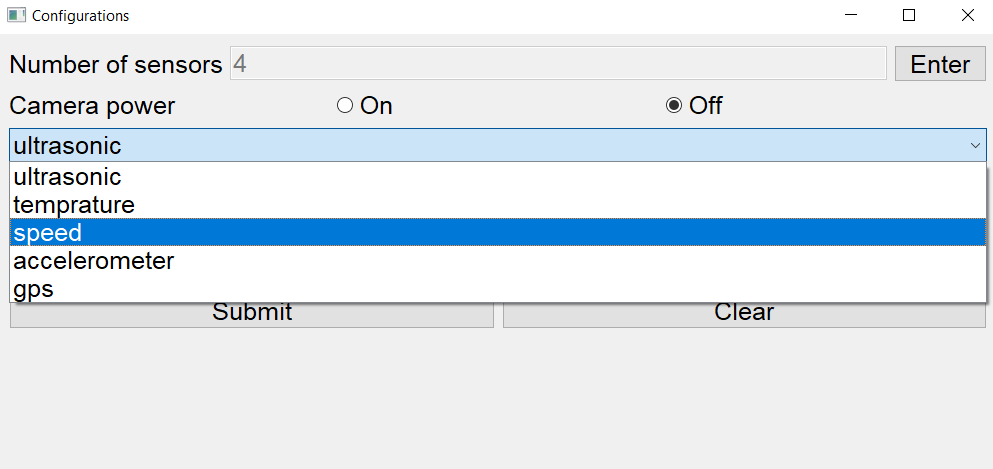 Configurations
Number of sensors 4 Enter
Camera power On Off
ultrasonic
ultrasonic
temprature
speed
accelerometer
gps
Submit Clear